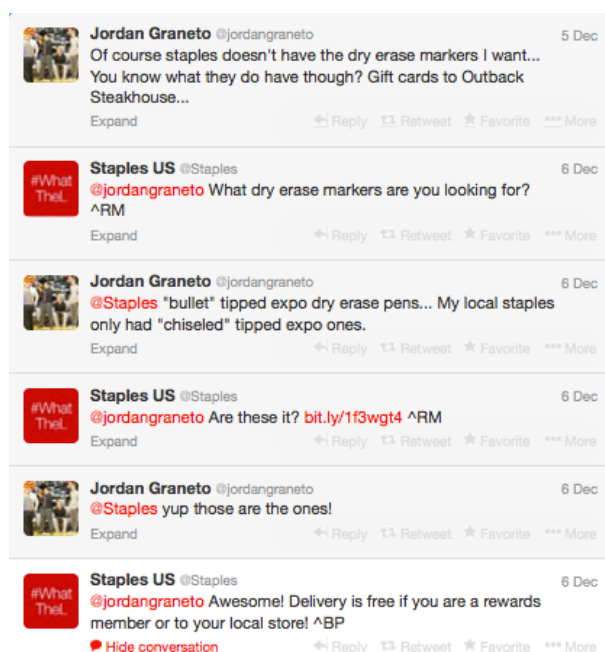 Jordan Graneto @jordangraneto 5 Dec
Of course staples doesn't have the dry erase markers I want...
You know what they do have though? Gift cards to Outback
Steakhouse...
Expand Reply Retweet Favorite More
#What
TheL
Staples US @Staples 6 Dec
@jordangraneto What dry erase markers are you looking for?
^RM
Expand Reply Retweet Favorite More
Jordan Graneto @jordangraneto 6 Dec
@Staples "bullet" tipped expo dry erase pens... My local staples
only had "chiseled" tipped expo ones.
Expand Reply Retweet Favorite More
#What
TheL
Staples US @Staples 6 Dec
@jordangraneto Are these it? bit.ly/1f3wgt4 ^RM
Expand Reply Retweet Favorite More
Jordan Graneto @jordangraneto 6 Dec
@Staples yup those are the ones!
Expand Reply Retweet Favorite More
#What
TheL
Staples US @Staples 6 Dec
@jordangraneto Awesome! Delivery is free if you are a rewards
member or to your local store! ^BP
Hide conversation Reply Retweet Favorite More